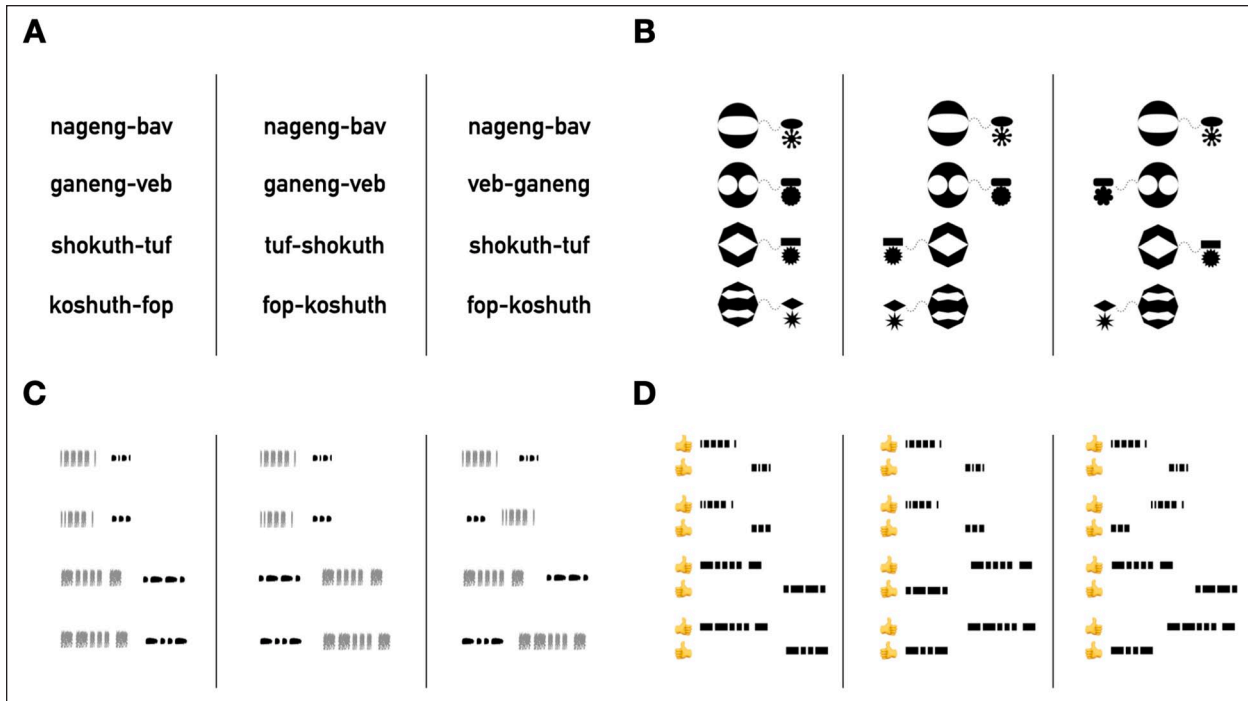 A
B
nageng-bav nageng-bav nageng-bav
ganeng-veb ganeng-veb veb-ganeng
shokuth-tuf tuf-shokuth shokuth-tuf
koshuth-fop fop-koshuth fop-koshuth
C
D